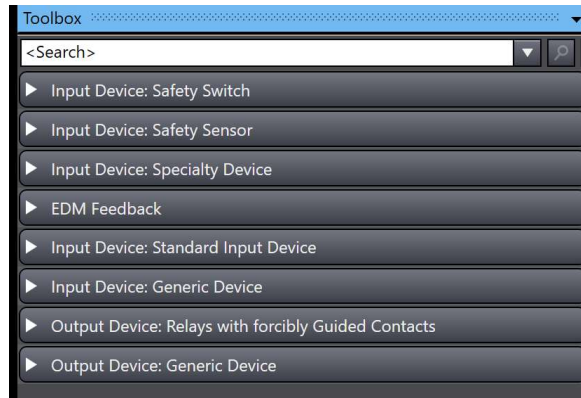 Toolbox
<Search>
Input Device: Safety Switch
Input Device: Safety Sensor
Input Device: Specialty Device
EDM Feedback
Input Device: Standard Input Device
Input Device: Generic Device
Output Device: Relays with forcibly Guided Contacts
Output Device: Generic Device